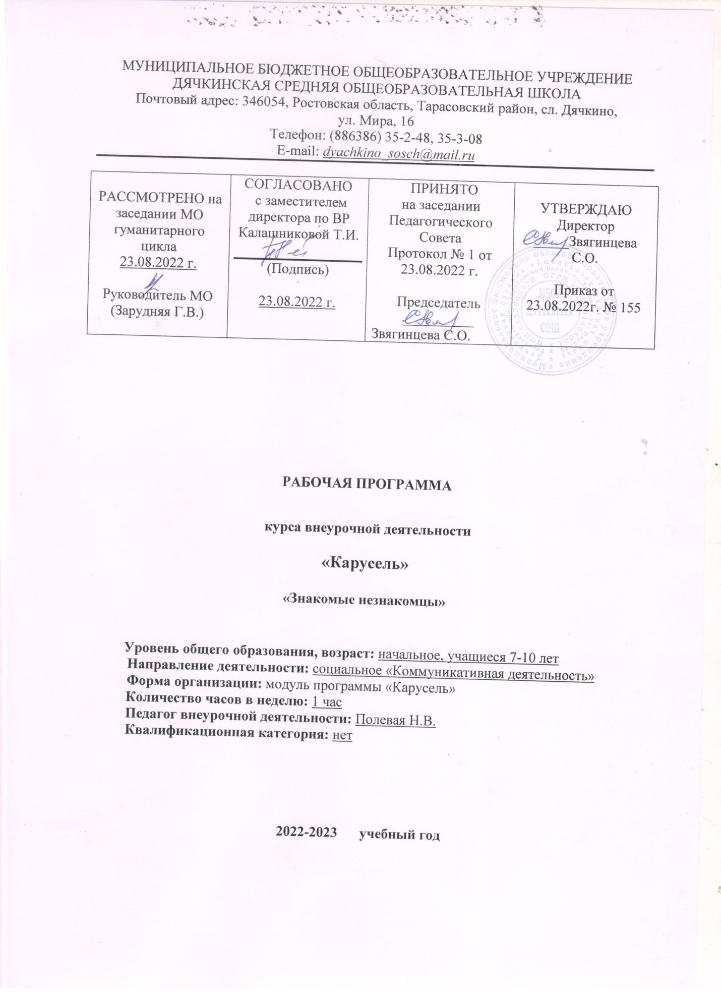 МУНИЦИПАЛЬНОЕ БЮДЖЕТНОЕ ОБЩЕОБРАЗОВАТЕЛЬНОЕ УЧРЕЖДЕНИЕ
ДЯЧКИНСКАЯ СРЕДНЯЯ ОБЩЕОБРАЗОВАТЕЛЬНАЯ ШКОЛА
Почтовый адрес: 346054, Ростовская область, Тарасовский район, сл. Дячкино,
ул. Мира, 16
Телефон: (886386) 35-2-48, 35-3-08
E-mail: dyachkino_sosch@mail.ru
РАССМОТРЕНО на
заседании МО
гуманитарного
цикла
23.08.2022 г.
Руководитель МО
(Зарудняя Г.В.)
СОГЛАСОВАНО
с заместителем
директора по ВР
Калашниковой Т.И.
(Подпись)
23.08.2022 г.
ПРИНЯТО
на заседании
Педагогического
Совета
Протокол № 1 от
23.08.2022 г.
Председатель
Звягинцева С.О.
УТВЕРЖДАЮ
Директор
Звягинцева
С.О.
Приказ от
23.08.2022г. № 155
МБОУ
Дячкинская
СОШ
РАБОЧАЯ ПРОГРАММА
курса внеурочной деятельности
«Карусель»
«Знакомые незнакомцы»
Уровень общего образования, возраст: начальное, учащиеся 7-10 лет
Направление деятельности: социальное «Коммуникативная деятельность»
Форма организации: модуль программы «Карусель»
Количество часов в неделю: 1 час
Педагог внеурочной деятельности: Полевая Н.В.
Квалификационная категория: нет
2022-2023 учебный год